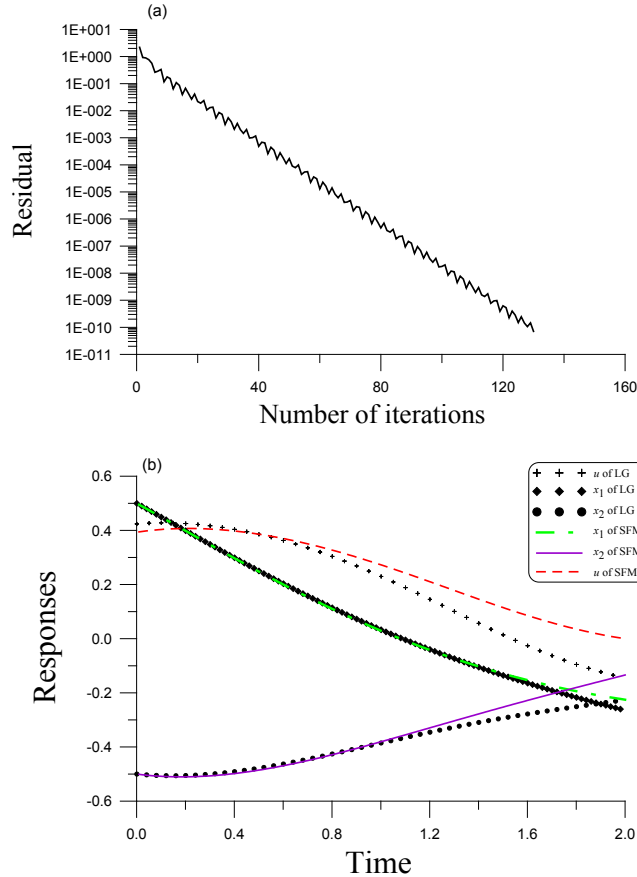 (a)
1E+001
1E+000
1E-001
1E-002
1E-003
1E-004
1E-005
1E-006
1E-007
1E-008
1E-009
1E-010
1E-011
Residual
0 40 80 120 160
Number of iterations
(b)
u of LG
x1 of LG
x2 of LG
x1 of SFM
x2 of SFM
u of SFM
0.6
0.4
0.2
0.0
-0.2
-0.4
-0.6
Responses
0.0 0.4 0.8 1.2 1.6 2.0
Time